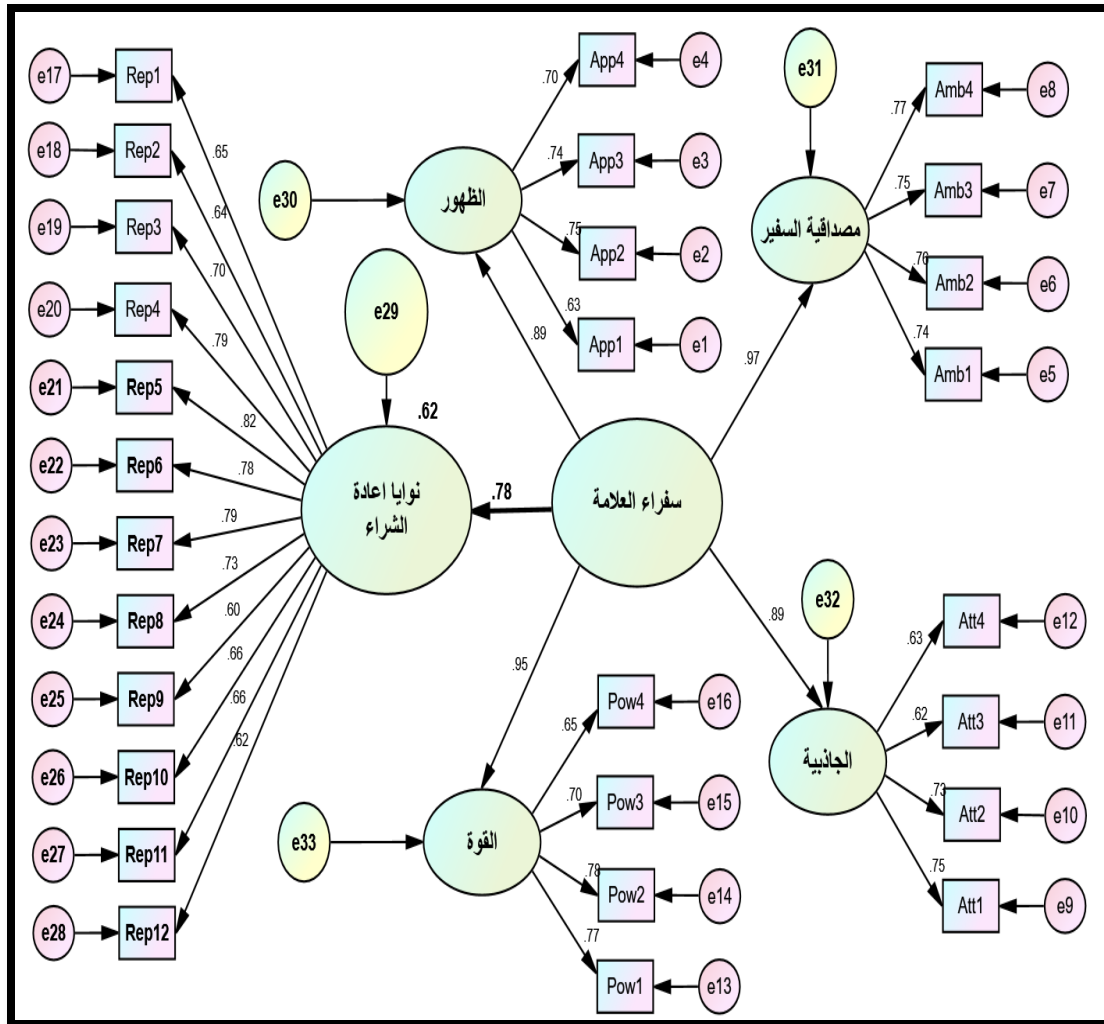 e17
Rep1
e18
Rep2
e19
Rep3
e20
Rep4
e21
Rep5
e22
Rep6
e23
Rep7
e24
Rep8
e25
Rep9
e26
Rep10
e27
Rep11
e28
Rep12
.65
.64
.70
.79
.82
.78
.79
.73
.60
.66
.66
.62
e29
.62
نوايا اعادة
الشراء
.78
سفراء العلامة
e30
الظهور
.89
.70
.74
.75
.63
App4
e4
App3
e3
App2
e2
App1
e1
e31
مصداقية السفير
.97
.77
.75
.76
.74
Amb4
e8
Amb3
e7
Amb2
e6
Amb1
e5
e32
الجاذبية
.89
.63
.62
.73
.75
Att4
e12
Att3
e11
Att2
e10
Att1
e9
e33
القوة
.95
.65
.70
.78
.77
Pow4
e16
Pow3
e15
Pow2
e14
Pow1
e13